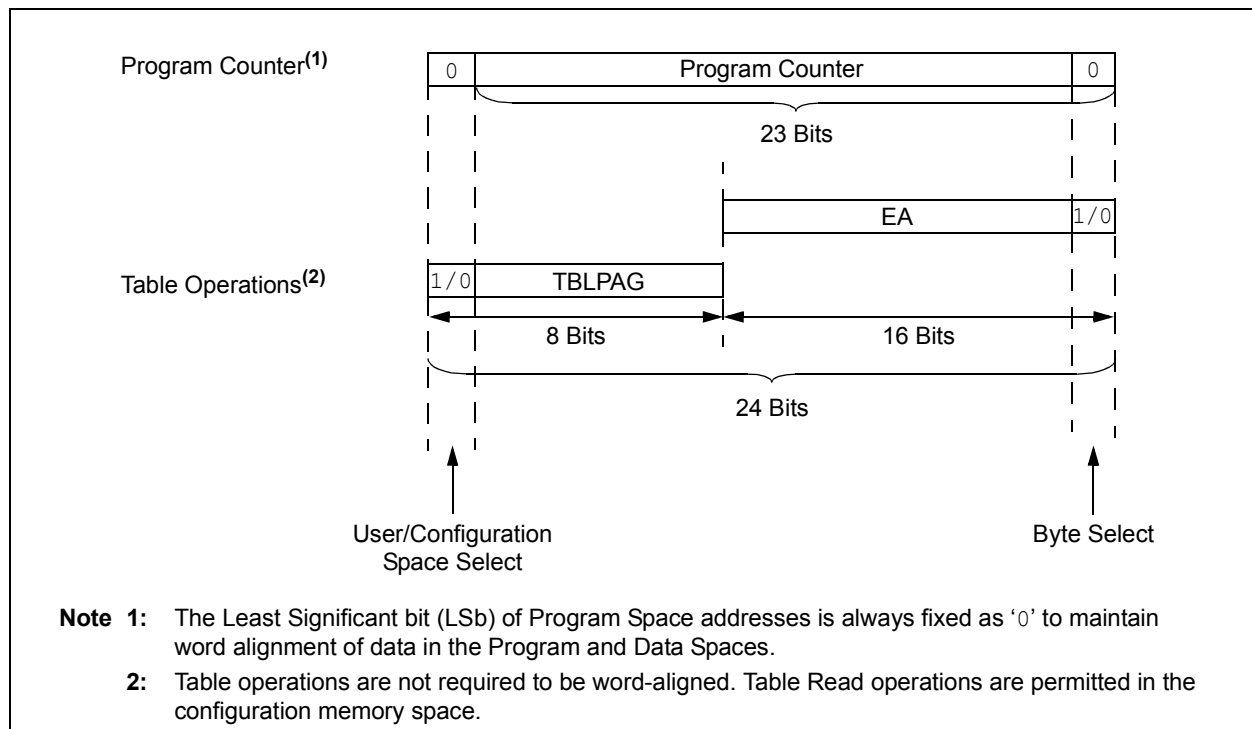 Program Counter(1)
0
Program Counter
0
23 Bits
EA
1/0
Table Operations(2)
1/0
TBLPAG
8 Bits
16 Bits
24 Bits
User/Configuration
Space Select
Byte Select
Note 1: The Least Significant bit (LSb) of Program Space addresses is always fixed as ‘0’ to maintain
word alignment of data in the Program and Data Spaces.
2: Table operations are not required to be word-aligned. Table Read operations are permitted in the
configuration memory space.